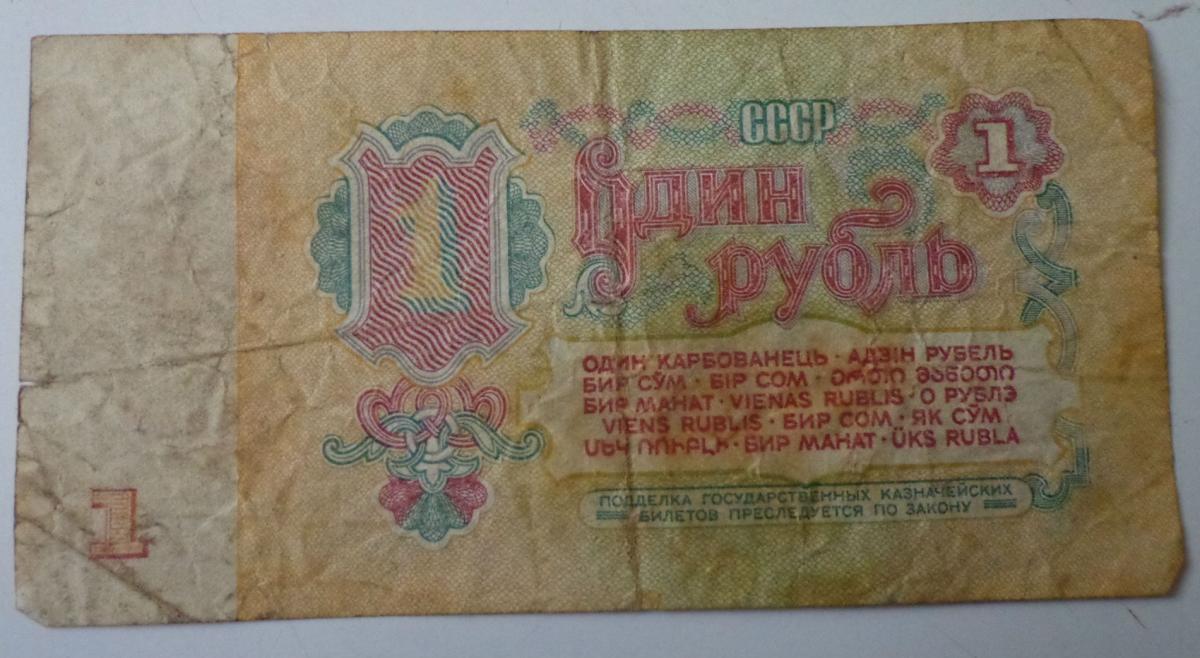 СССР
1
1
Один
рубль
ОДИН КАРБОВАНЕЦЬ · АДЗІН РУБЕЛЬ
БИР СЎМ · БІР СОМ · ᲔᲠᲗᲘ ᲛᲐᲜᲔᲗᲘ
БИР МАНАТ · VIENAS RUBLIS · О РУБЛЭ
VIENS RUBLIS · БИР СОМ · ЯК СЎМ
ՄԵԿ ՌՈՒԲԼԻ · БИР МАНАТ · ÜKS RUBLA
ПОДДЕЛКА ГОСУДАРСТВЕННЫХ КАЗНАЧЕЙСКИХ
БИЛЕТОВ ПРЕСЛЕДУЕТСЯ ПО ЗАКОНУ
1